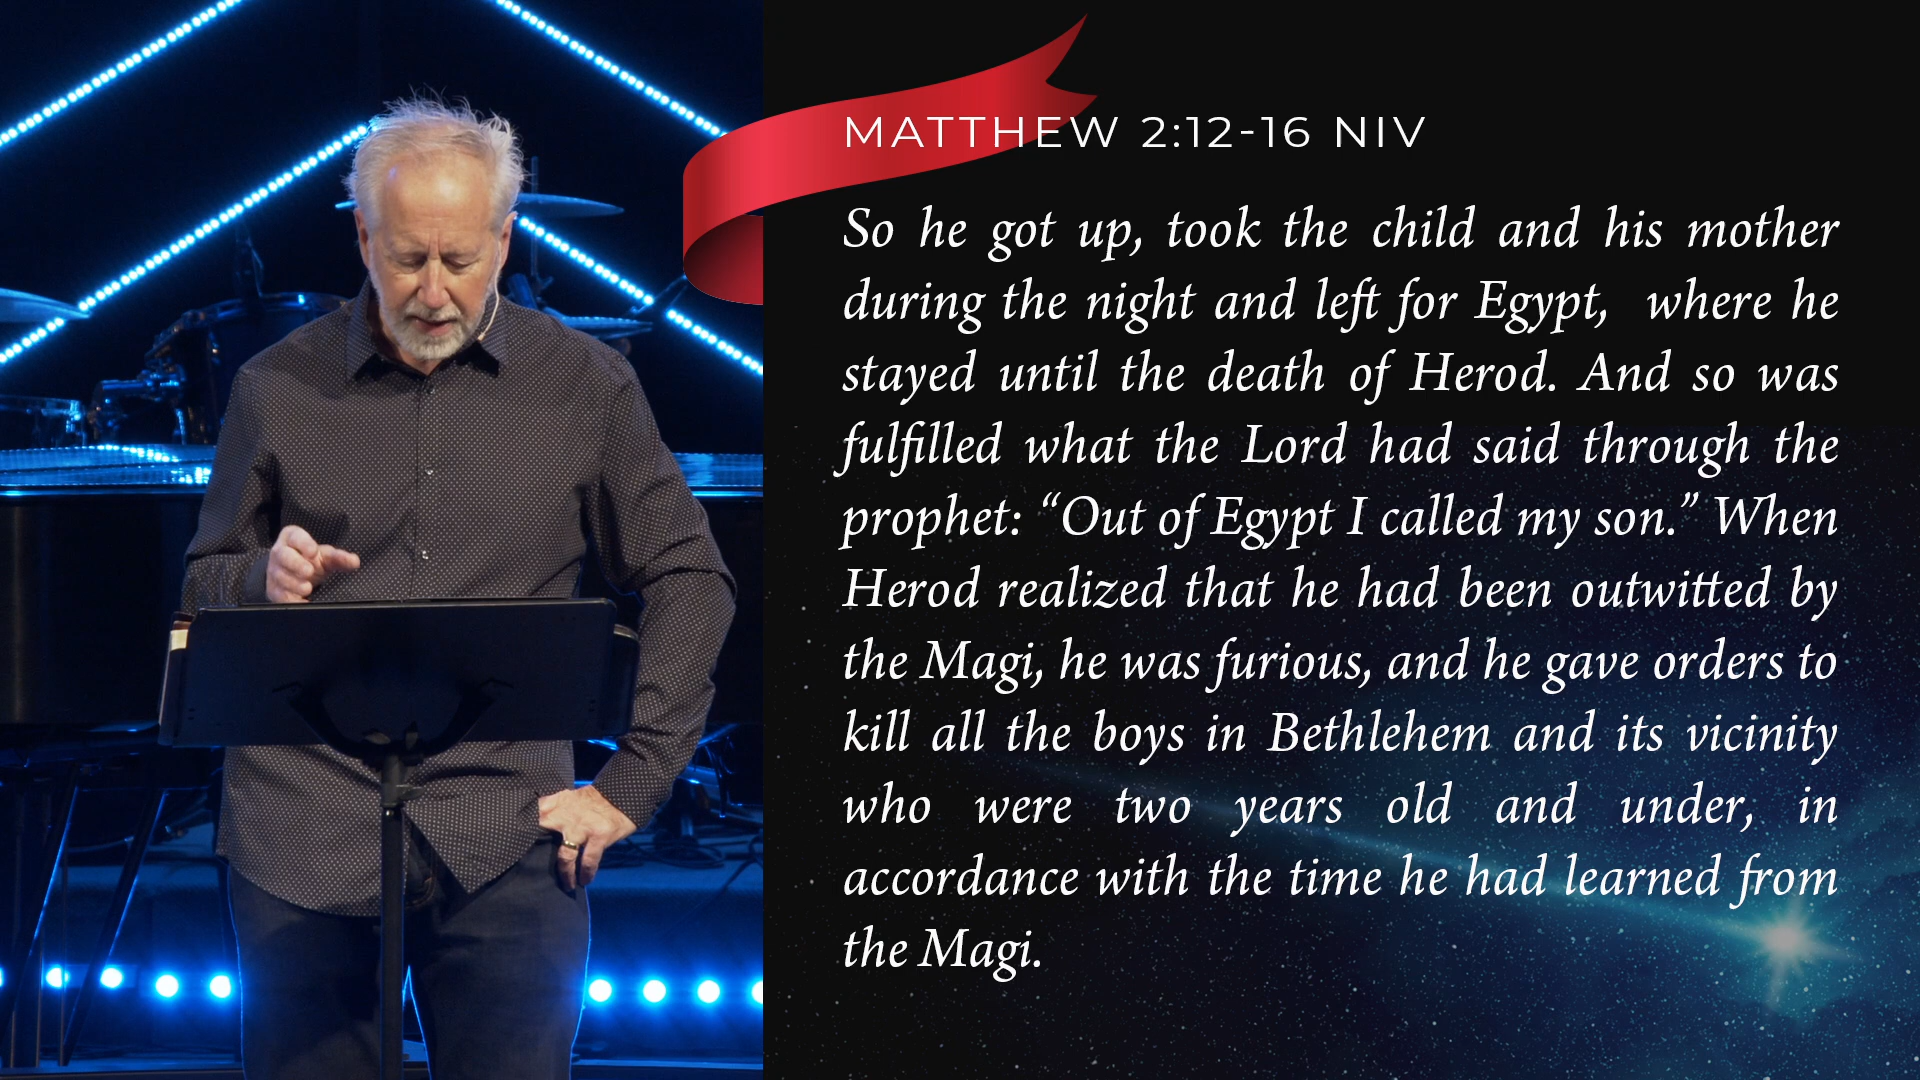 MATTHEW 2:12-16 NIV
So he got up, took the child and his mother
during the night and left for Egypt, where he
stayed until the death of Herod. And so was
fulfilled what the Lord had said through the
prophet: “Out of Egypt I called my son.” When
Herod realized that he had been outwitted by
the Magi, he was furious, and he gave orders to
kill all the boys in Bethlehem and its vicinity
who were two years old and under, in
accordance with the time he had learned from
the Magi.